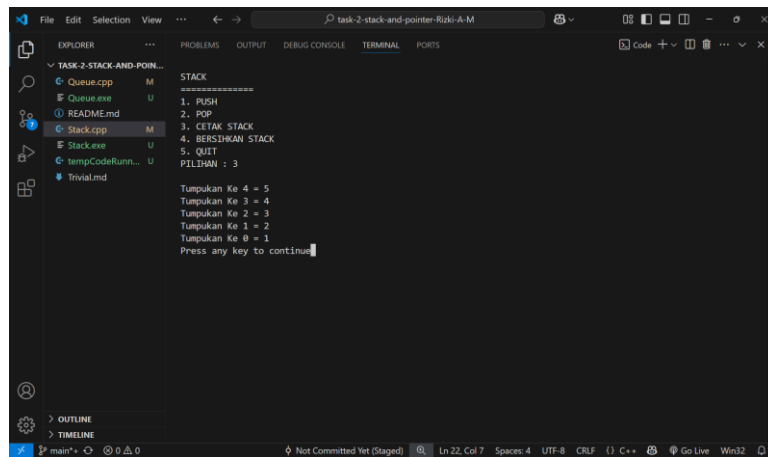 File Edit Selection View ··· ← → task-2-stack-and-pointer-Rizki-A-M
EXPLORER ···
TASK-2-STACK-AND-POIN...
Queue.cpp M
Queue.exe U
README.md
Stack.cpp M
Stack.exe U
tempCodeRunn... U
Trivial.md
OUTLINE
TIMELINE
PROBLEMS OUTPUT DEBUG CONSOLE TERMINAL PORTS Code
STACK
==============
1. PUSH
2. POP
3. CETAK STACK
4. BERSIHKAN STACK
5. QUIT
PILIHAN : 3
Tumpukan Ke 4 = 5
Tumpukan Ke 3 = 4
Tumpukan Ke 2 = 3
Tumpukan Ke 1 = 2
Tumpukan Ke 0 = 1
Press any key to continue
7
main*+ 0 0 Not Committed Yet (Staged) Ln 22, Col 7 Spaces: 4 UTF-8 CRLF {} C++ Go Live Win32